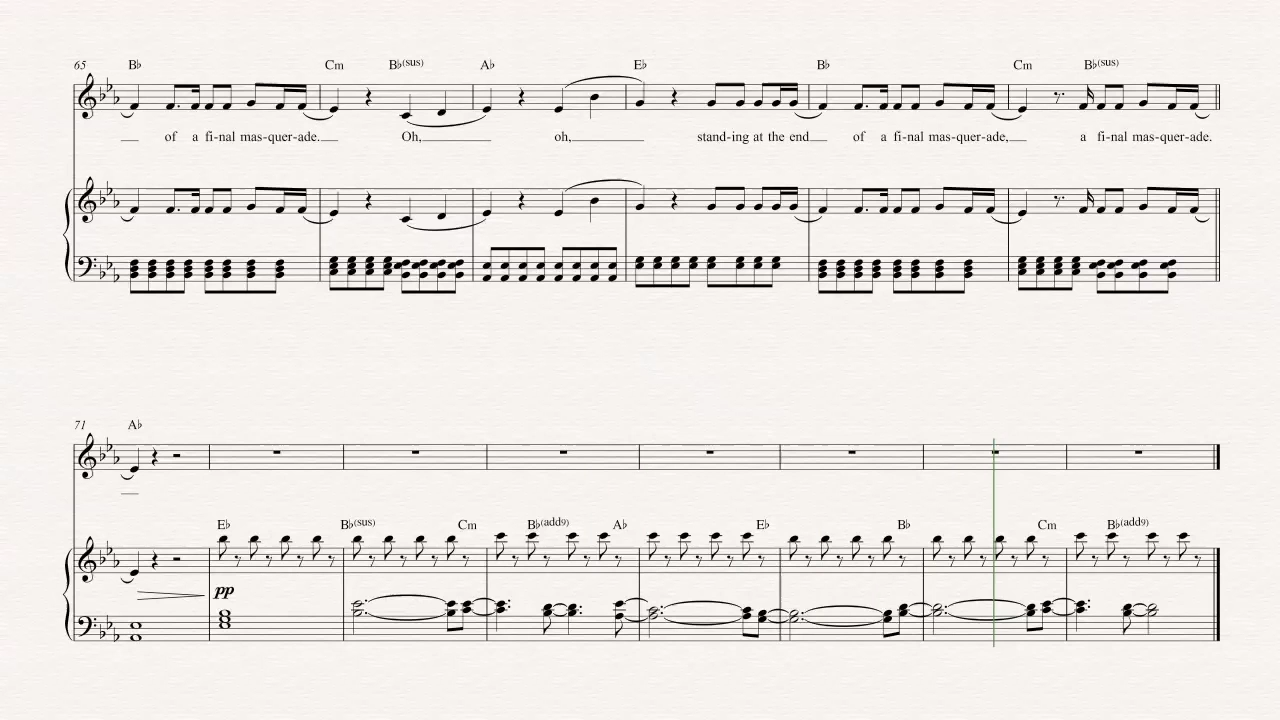 65 B♭ Cm B♭(sus) A♭ E♭ B♭ Cm B♭(sus)
of a fi-nal mas-quer-ade. Oh, oh, stand-ing at the end of a fi-nal mas-quer-ade, a fi-nal mas-quer-ade.
71 A♭
E♭ B♭(sus) Cm B♭(add9) A♭ E♭ B♭ Cm B♭(add9)
pp